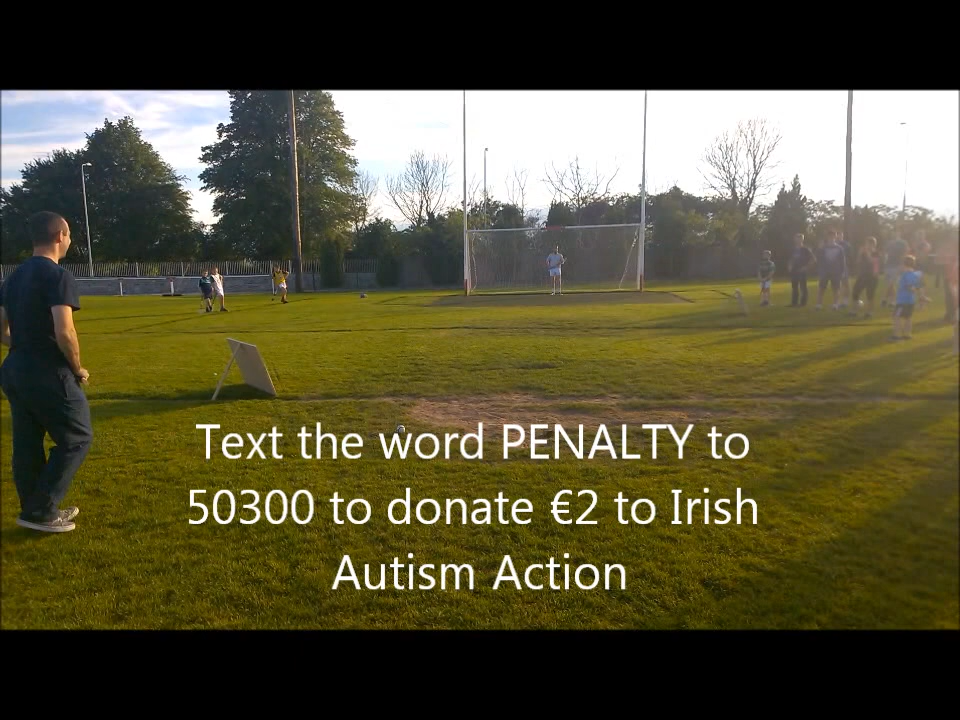 Text the word PENALTY to
50300 to donate €2 to Irish
Autism Action